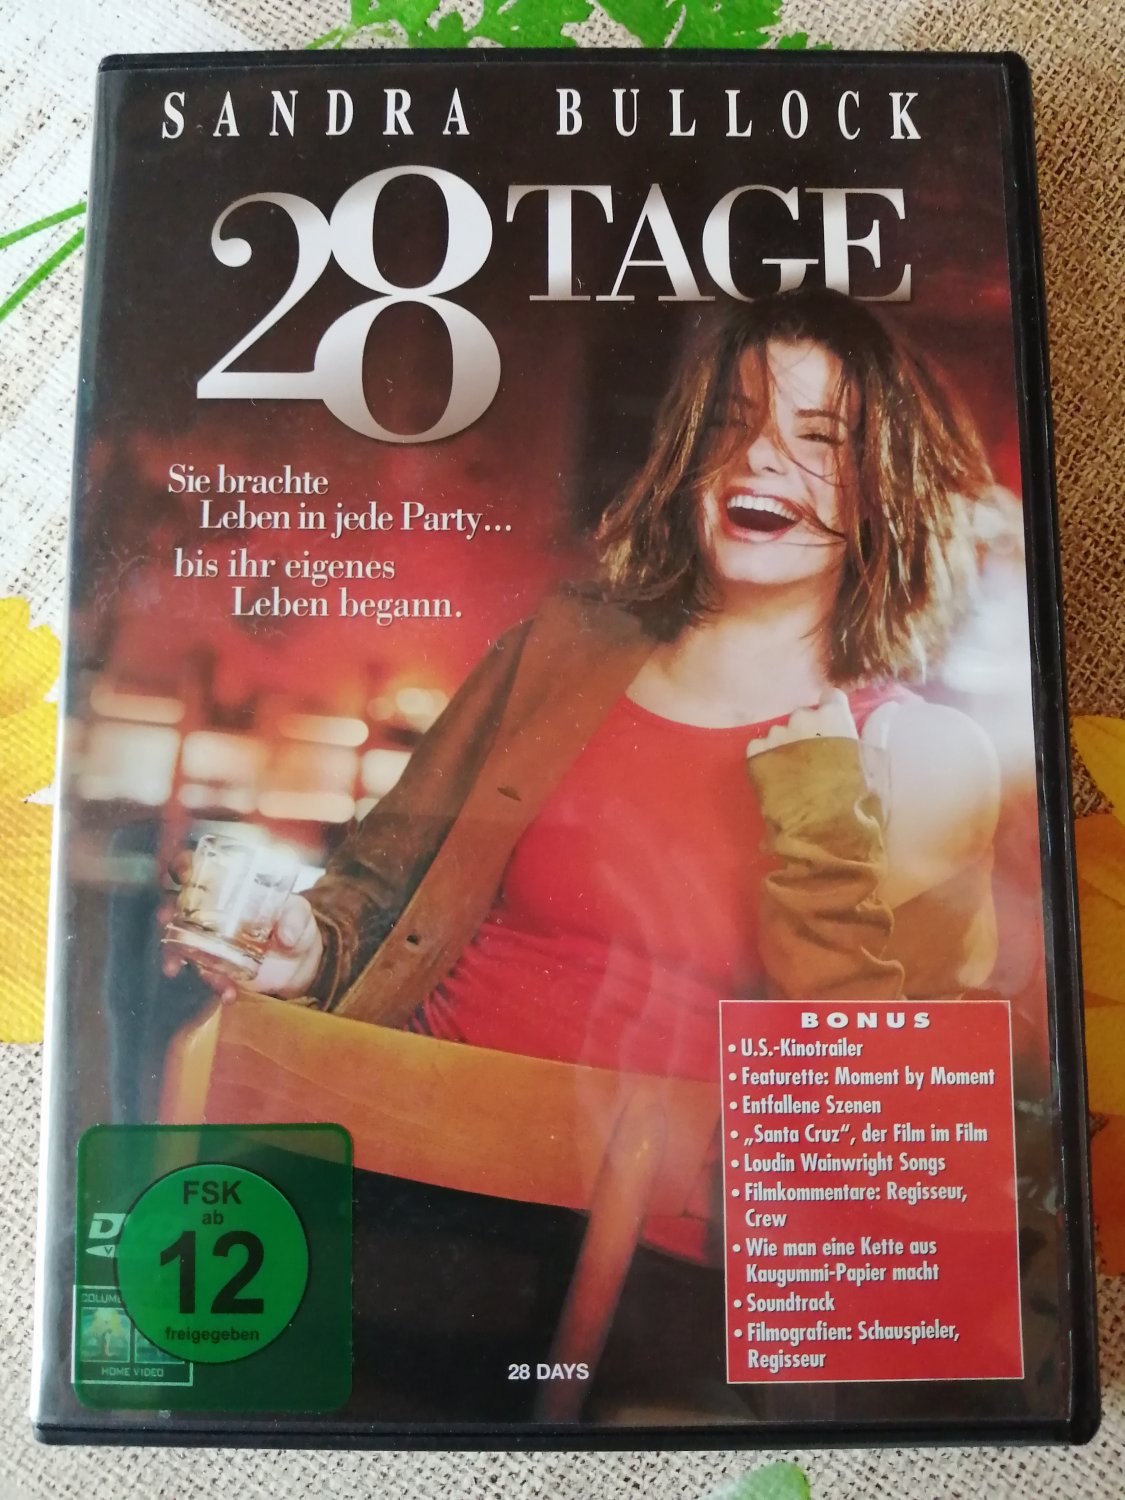 SANDRA BULLOCK
28 TAGE
Sie brachte
Leben in jede Party...
bis ihr eigenes
Leben begann.
BONUS
• U.S.-Kinotrailer
• Featurette: Moment by Moment
• Entfallene Szenen
• „Santa Cruz“, der Film im Film
• Loudin Wainwright Songs
• Filmkommentare: Regisseur,
Crew
• Wie man eine Kette aus
Kaugummi-Papier macht
• Soundtrack
• Filmografien: Schauspieler,
Regisseur
FSK
ab
12
freigegeben
HOME VIDEO
28 DAYS